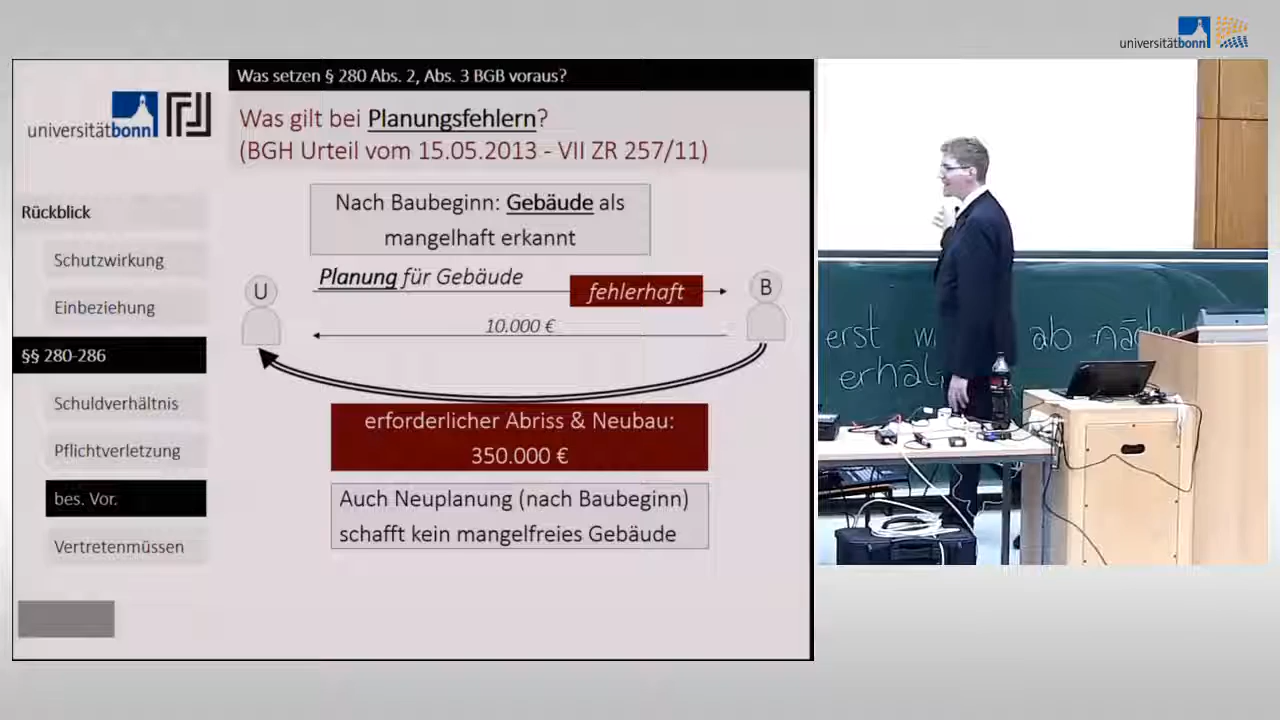 universitätbonn
Was setzen § 280 Abs. 2, Abs. 3 BGB voraus?
universitätbonn
Was gilt bei Planungsfehlern?
(BGH Urteil vom 15.05.2013 - VII ZR 257/11)
Rückblick
Schutzwirkung
Einbeziehung
§§ 280-286
Schuldverhältnis
Pflichtverletzung
bes. Vor.
Vertretenmüssen
Nach Baubeginn: Gebäude als
mangelhaft erkannt
Planung für Gebäude
fehlerhaft
U
B
10.000 €
erforderlicher Abriss & Neubau:
350.000 €
Auch Neuplanung (nach Baubeginn)
schafft kein mangelfreies Gebäude
erst
ab